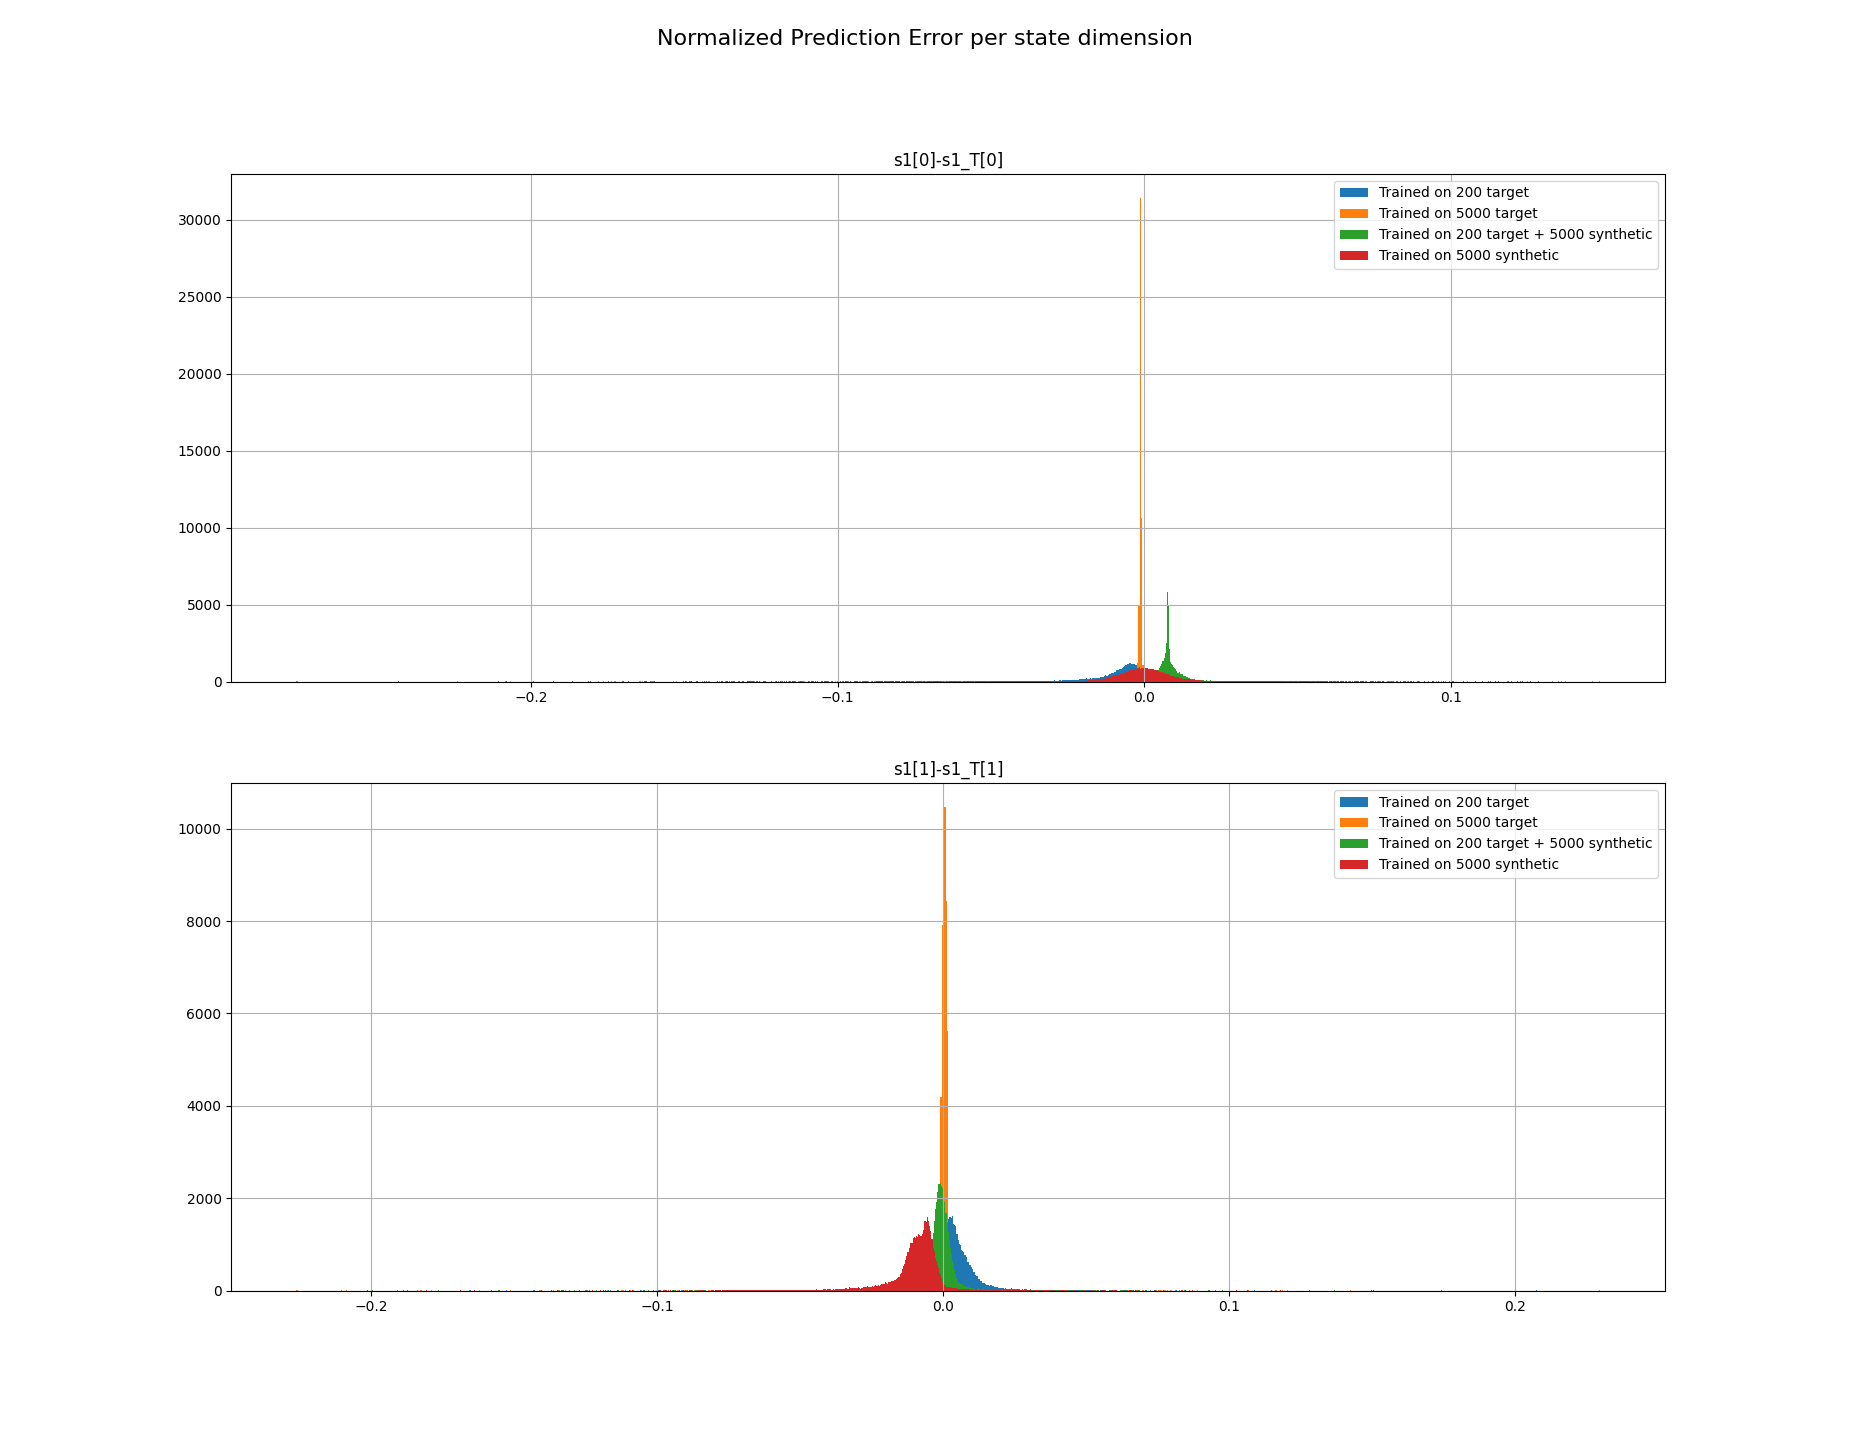 Normalized Prediction Error per state dimension
s1[0]-s1_T[0]
Trained on 200 target
Trained on 5000 target
Trained on 200 target + 5000 synthetic
Trained on 5000 synthetic
30000
25000
20000
15000
10000
5000
0
−0.2 −0.1 0.0 0.1
s1[1]-s1_T[1]
Trained on 200 target
Trained on 5000 target
Trained on 200 target + 5000 synthetic
Trained on 5000 synthetic
10000
8000
6000
4000
2000
0
−0.2 −0.1 0.0 0.1 0.2